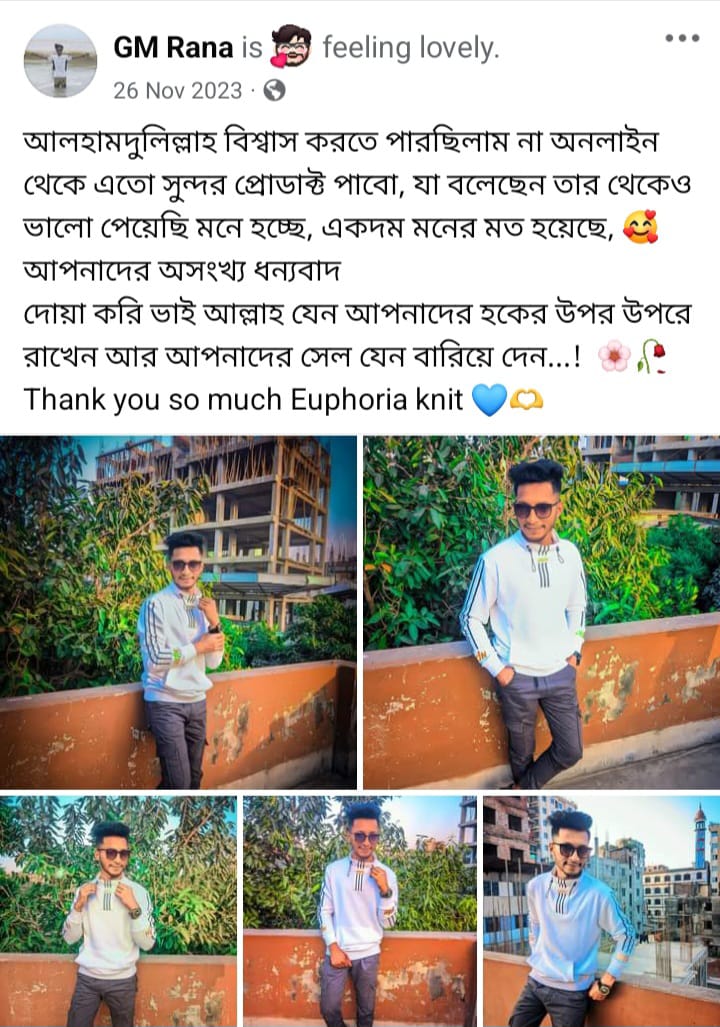 GM Rana is 🥰 feeling lovely.
26 Nov 2023 ·
আলহামদুলিল্লাহ বিশ্বাস করতে পারছিলাম না অনলাইন
থেকে এতো সুন্দর প্রোডাক্ট পাবো, যা বলেছেন তার থেকেও
ভালো পেয়েছি মনে হচ্ছে, একদম মনের মত হয়েছে, 🥰
আপনাদের অসংখ্য ধন্যবাদ
দোয়া করি ভাই আল্লাহ যেন আপনাদের হকের উপর উপরে
রাখেন আর আপনাদের সেল যেন বারিয়ে দেন...! 🌸🥀
Thank you so much Euphoria knit 💙🫶